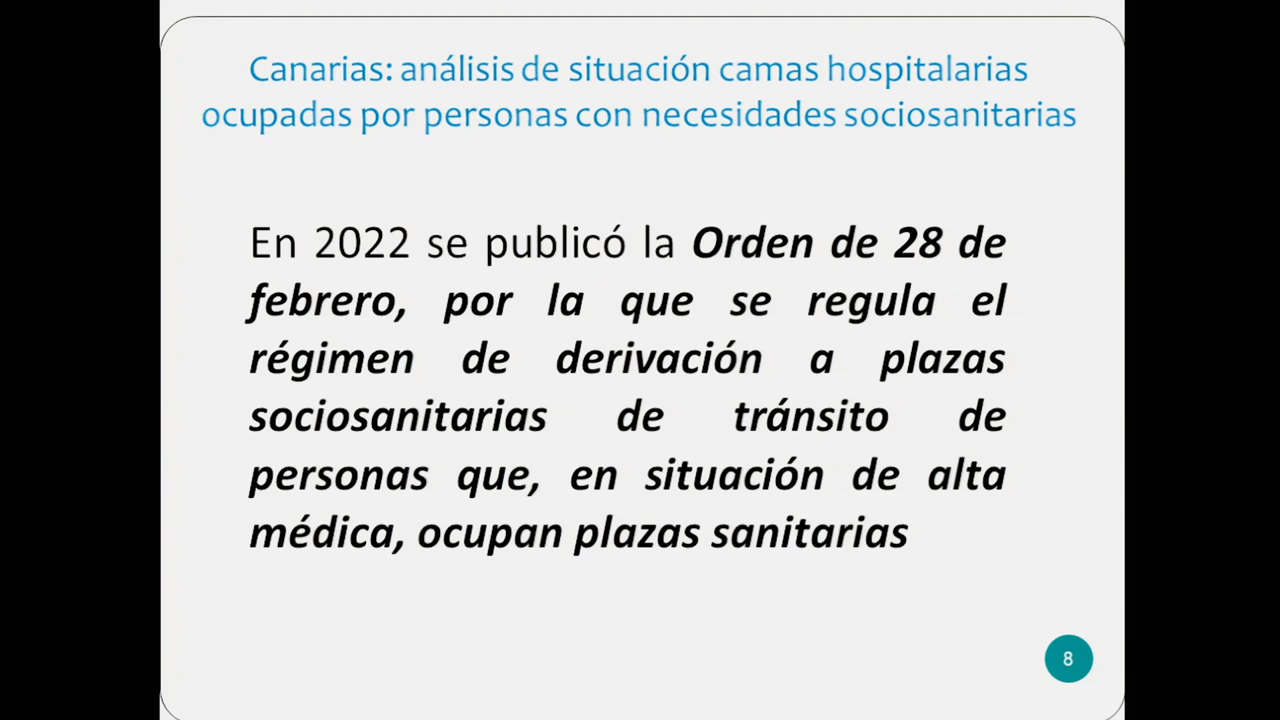 Canarias: análisis de situación camas hospitalarias
ocupadas por personas con necesidades sociosanitarias
En 2022 se publicó la Orden de 28 de
febrero, por la que se regula el
régimen de derivación a plazas
sociosanitarias de tránsito de
personas que, en situación de alta
médica, ocupan plazas sanitarias
8